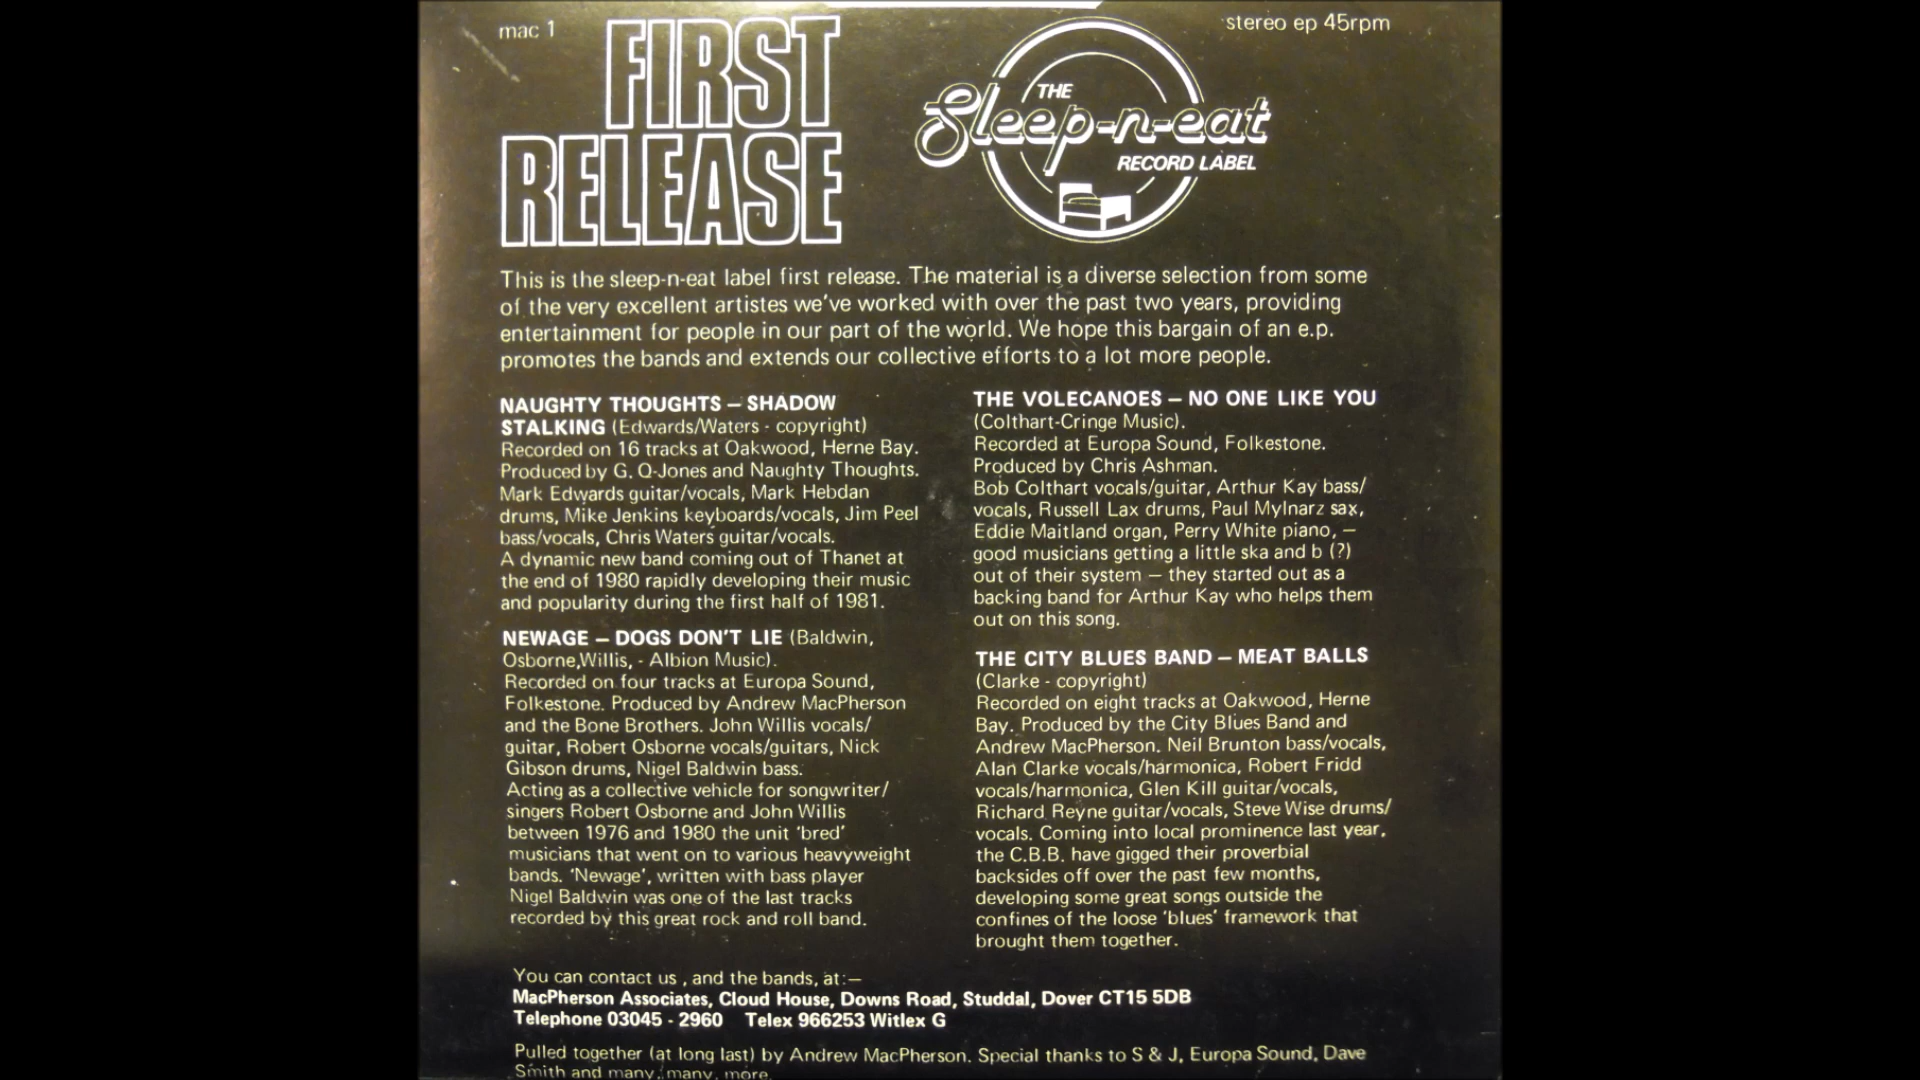 mac 1
FIRST
RELEASE
stereo ep 45rpm
THE
Sleep-n-eat
RECORD LABEL
This is the sleep-n-eat label first release. The material is a diverse selection from some
of the very excellent artistes we've worked with over the past two years, providing
entertainment for people in our part of the world. We hope this bargain of an e.p.
promotes the bands and extends our collective efforts to a lot more people.
NAUGHTY THOUGHTS – SHADOW
STALKING (Edwards/Waters - copyright)
Recorded on 16 tracks at Oakwood, Herne Bay.
Produced by G. Q-Jones and Naughty Thoughts.
Mark Edwards guitar/vocals, Mark Hebdan
drums, Mike Jenkins keyboards/vocals, Jim Peel
bass/vocals, Chris Waters guitar/vocals.
A dynamic new band coming out of Thanet at
the end of 1980 rapidly developing their music
and popularity during the first half of 1981.
NEWAGE – DOGS DON'T LIE (Baldwin,
Osborne,Willis, - Albion Music).
Recorded on four tracks at Europa Sound,
Folkestone. Produced by Andrew MacPherson
and the Bone Brothers. John Willis vocals/
guitar, Robert Osborne vocals/guitars, Nick
Gibson drums, Nigel Baldwin bass.
Acting as a collective vehicle for songwriter/
singers Robert Osborne and John Willis
between 1976 and 1980 the unit 'bred'
musicians that went on to various heavyweight
bands. 'Newage', written with bass player
Nigel Baldwin was one of the last tracks
recorded by this great rock and roll band.
THE VOLECANOES – NO ONE LIKE YOU
(Colthart-Cringe Music).
Recorded at Europa Sound, Folkestone.
Produced by Chris Ashman.
Bob Colthart vocals/guitar, Arthur Kay bass/
vocals, Russell Lax drums, Paul Mylnarz sax,
Eddie Maitland organ, Perry White piano, –
good musicians getting a little ska and b (?)
out of their system – they started out as a
backing band for Arthur Kay who helps them
out on this song.
THE CITY BLUES BAND – MEAT BALLS
(Clarke - copyright)
Recorded on eight tracks at Oakwood, Herne
Bay. Produced by the City Blues Band and
Andrew MacPherson. Neil Brunton bass/vocals,
Alan Clarke vocals/harmonica, Robert Fridd
vocals/harmonica, Glen Kill guitar/vocals,
Richard Reyne guitar/vocals, Steve Wise drums/
vocals. Coming into local prominence last year,
the C.B.B. have gigged their proverbial
backsides off over the past few months,
developing some great songs outside the
confines of the loose 'blues' framework that
brought them together.
You can contact us , and the bands, at:–
MacPherson Associates, Cloud House, Downs Road, Studdal, Dover CT15 5DB
Telephone 03045 - 2960 Telex 966253 Witlex G
Pulled together (at long last) by Andrew MacPherson. Special thanks to S & J, Europa Sound, Dave
Smith and many, many, more.